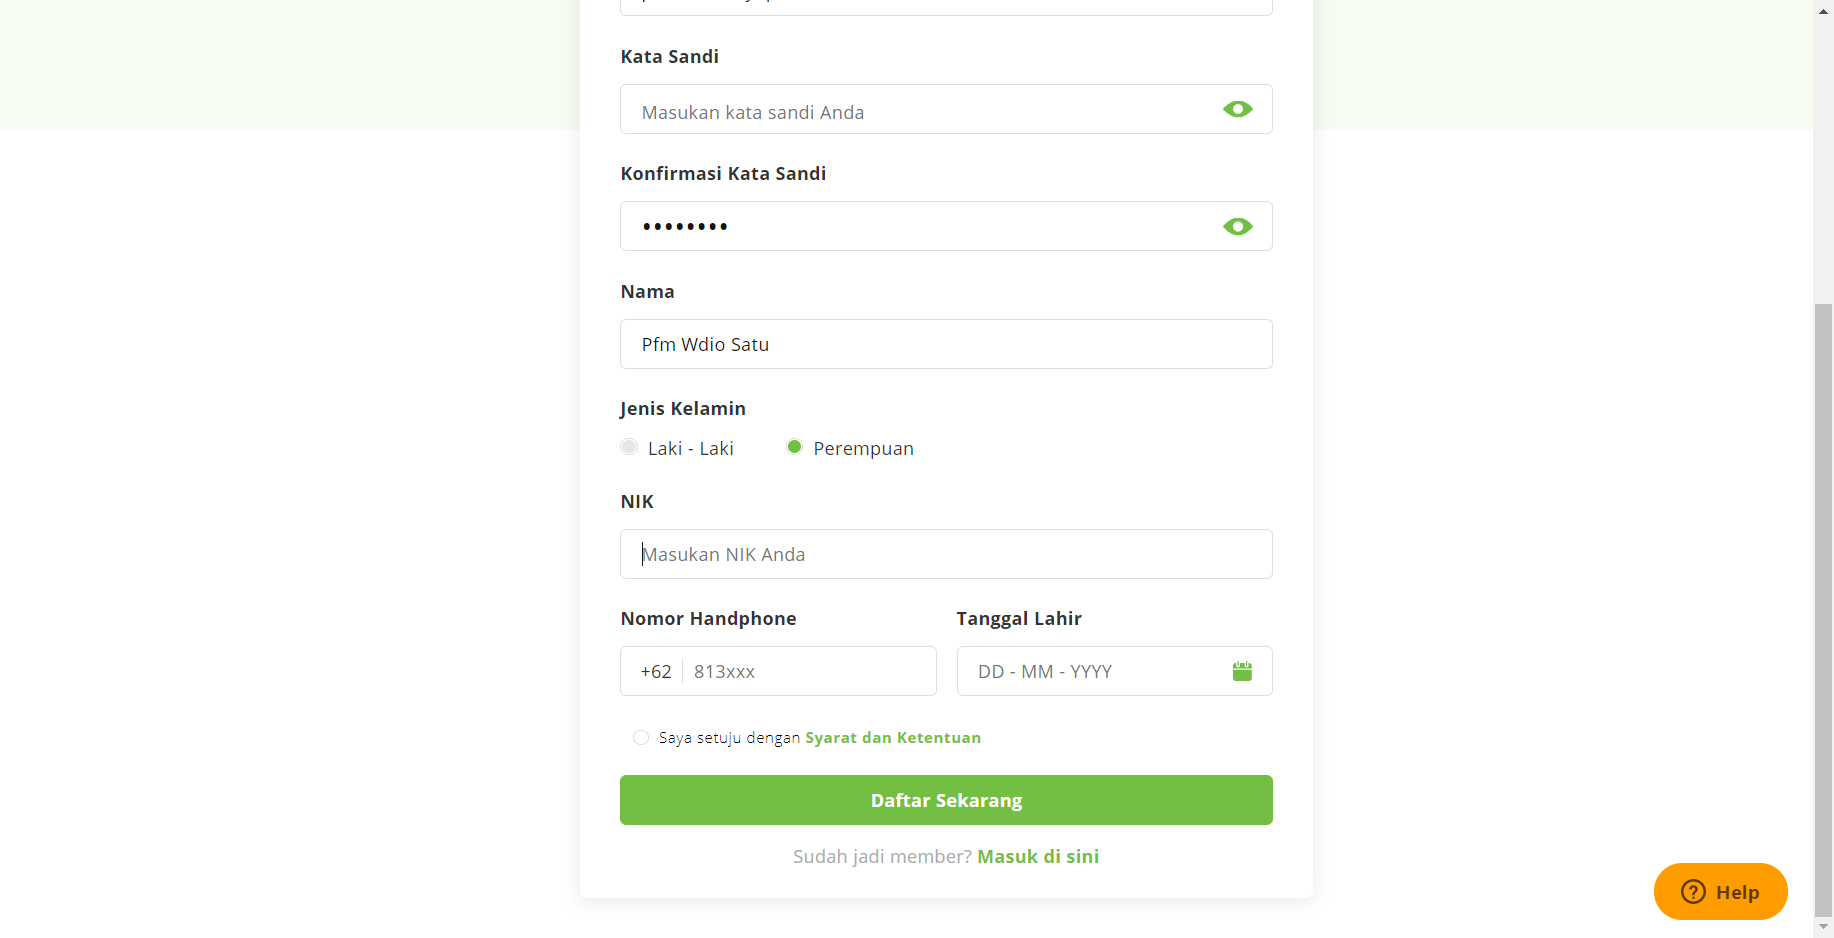 Kata Sandi
Masukan kata sandi Anda
Konfirmasi Kata Sandi
••••••••
Nama
Pfm Wdio Satu
Jenis Kelamin
Laki - Laki
Perempuan
NIK
Masukan NIK Anda
Nomor Handphone
Tanggal Lahir
+62
813xxx
DD - MM - YYYY
Saya setuju dengan Syarat dan Ketentuan
Daftar Sekarang
Sudah jadi member? Masuk di sini
? Help